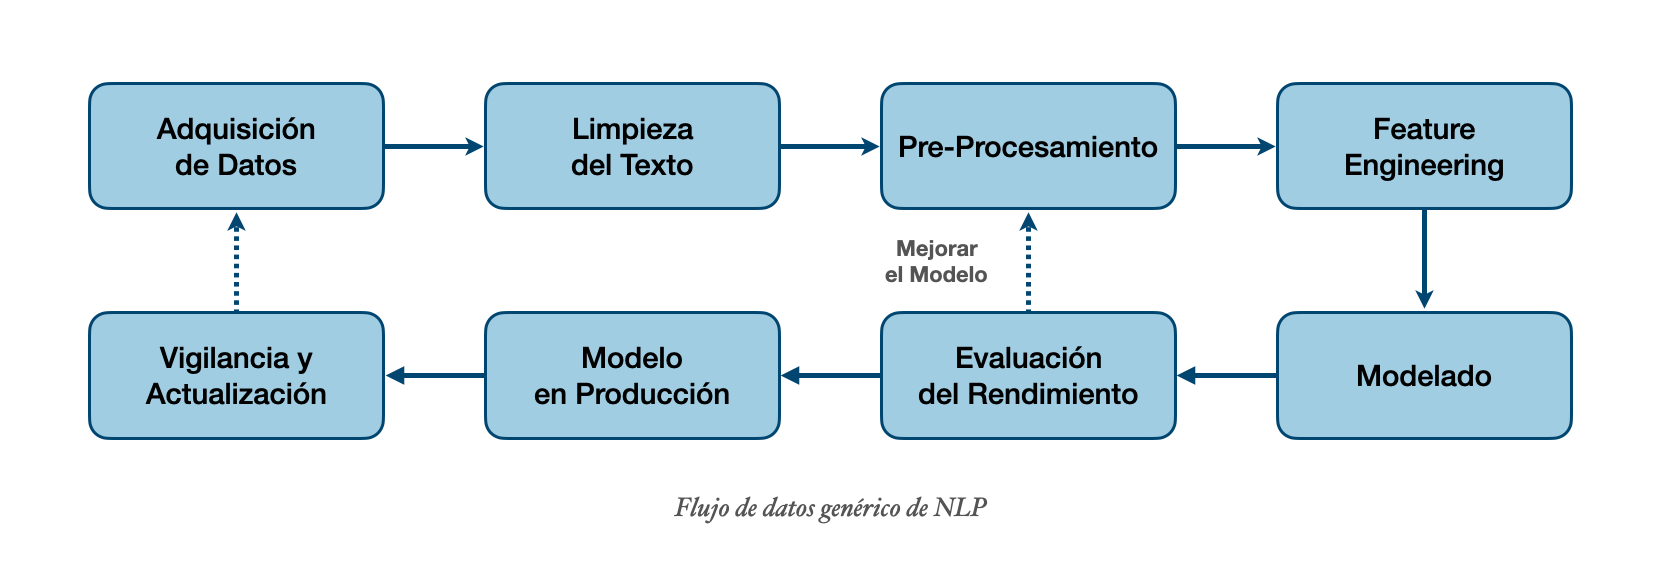 Adquisición
de Datos
Limpieza
del Texto
Pre-Procesamiento
Feature
Engineering
Mejorar
el Modelo
Vigilancia y
Actualización
Modelo
en Producción
Evaluación
del Rendimiento
Modelado
Flujo de datos genérico de NLP